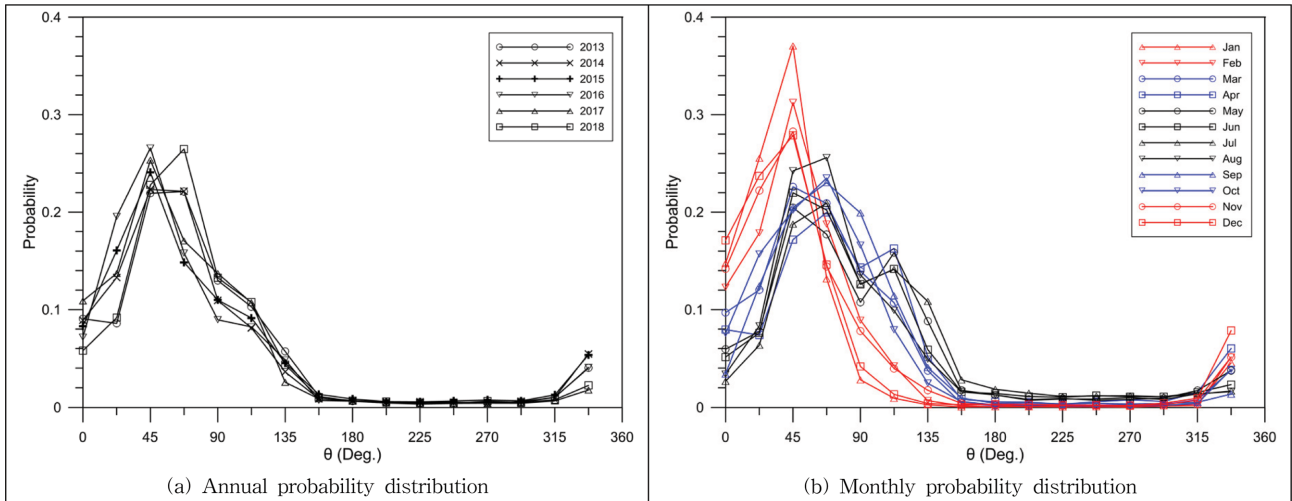 0.4
0.3
0.2
0.1
0
Probability
0 45 90 135 180 225 270 315 360
θ (Deg.)
2013
2014
2015
2016
2017
2018
(a) Annual probability distribution
0.4
0.3
0.2
0.1
0
Probability
0 45 90 135 180 225 270 315 360
θ (Deg.)
Jan
Feb
Mar
Apr
May
Jun
Jul
Aug
Sep
Oct
Nov
Dec
(b) Monthly probability distribution